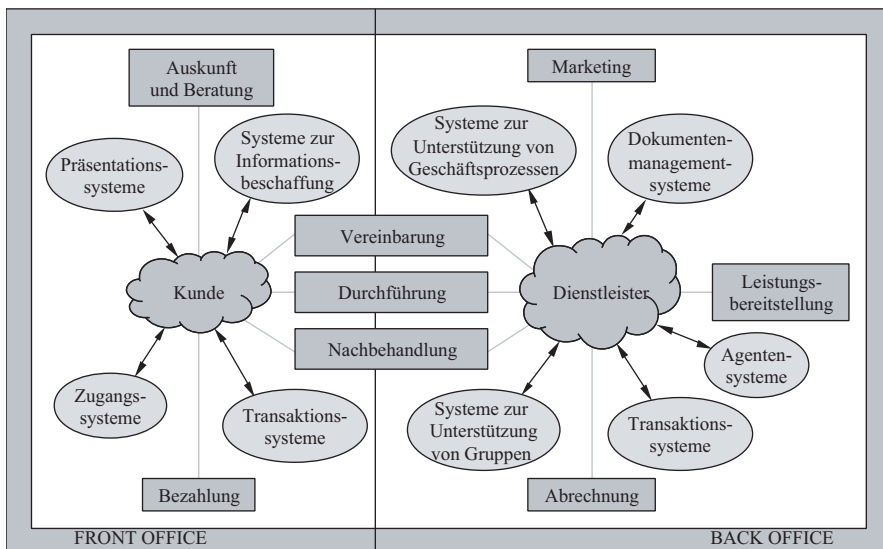 Auskunft
und Beratung
Präsentations-
systeme
Systeme zur
Informations-
beschaffung
Kunde
Zugangs-
systeme
Transaktions-
systeme
Bezahlung
FRONT OFFICE
Vereinbarung
Durchführung
Nachbehandlung
Marketing
Systeme zur
Unterstützung von
Geschäftsprozessen
Dokumenten-
management-
systeme
Dienstleister
Leistungs-
bereitstellung
Agenten-
systeme
Systeme zur
Unterstützung
von Gruppen
Transaktions-
systeme
Abrechnung
BACK OFFICE